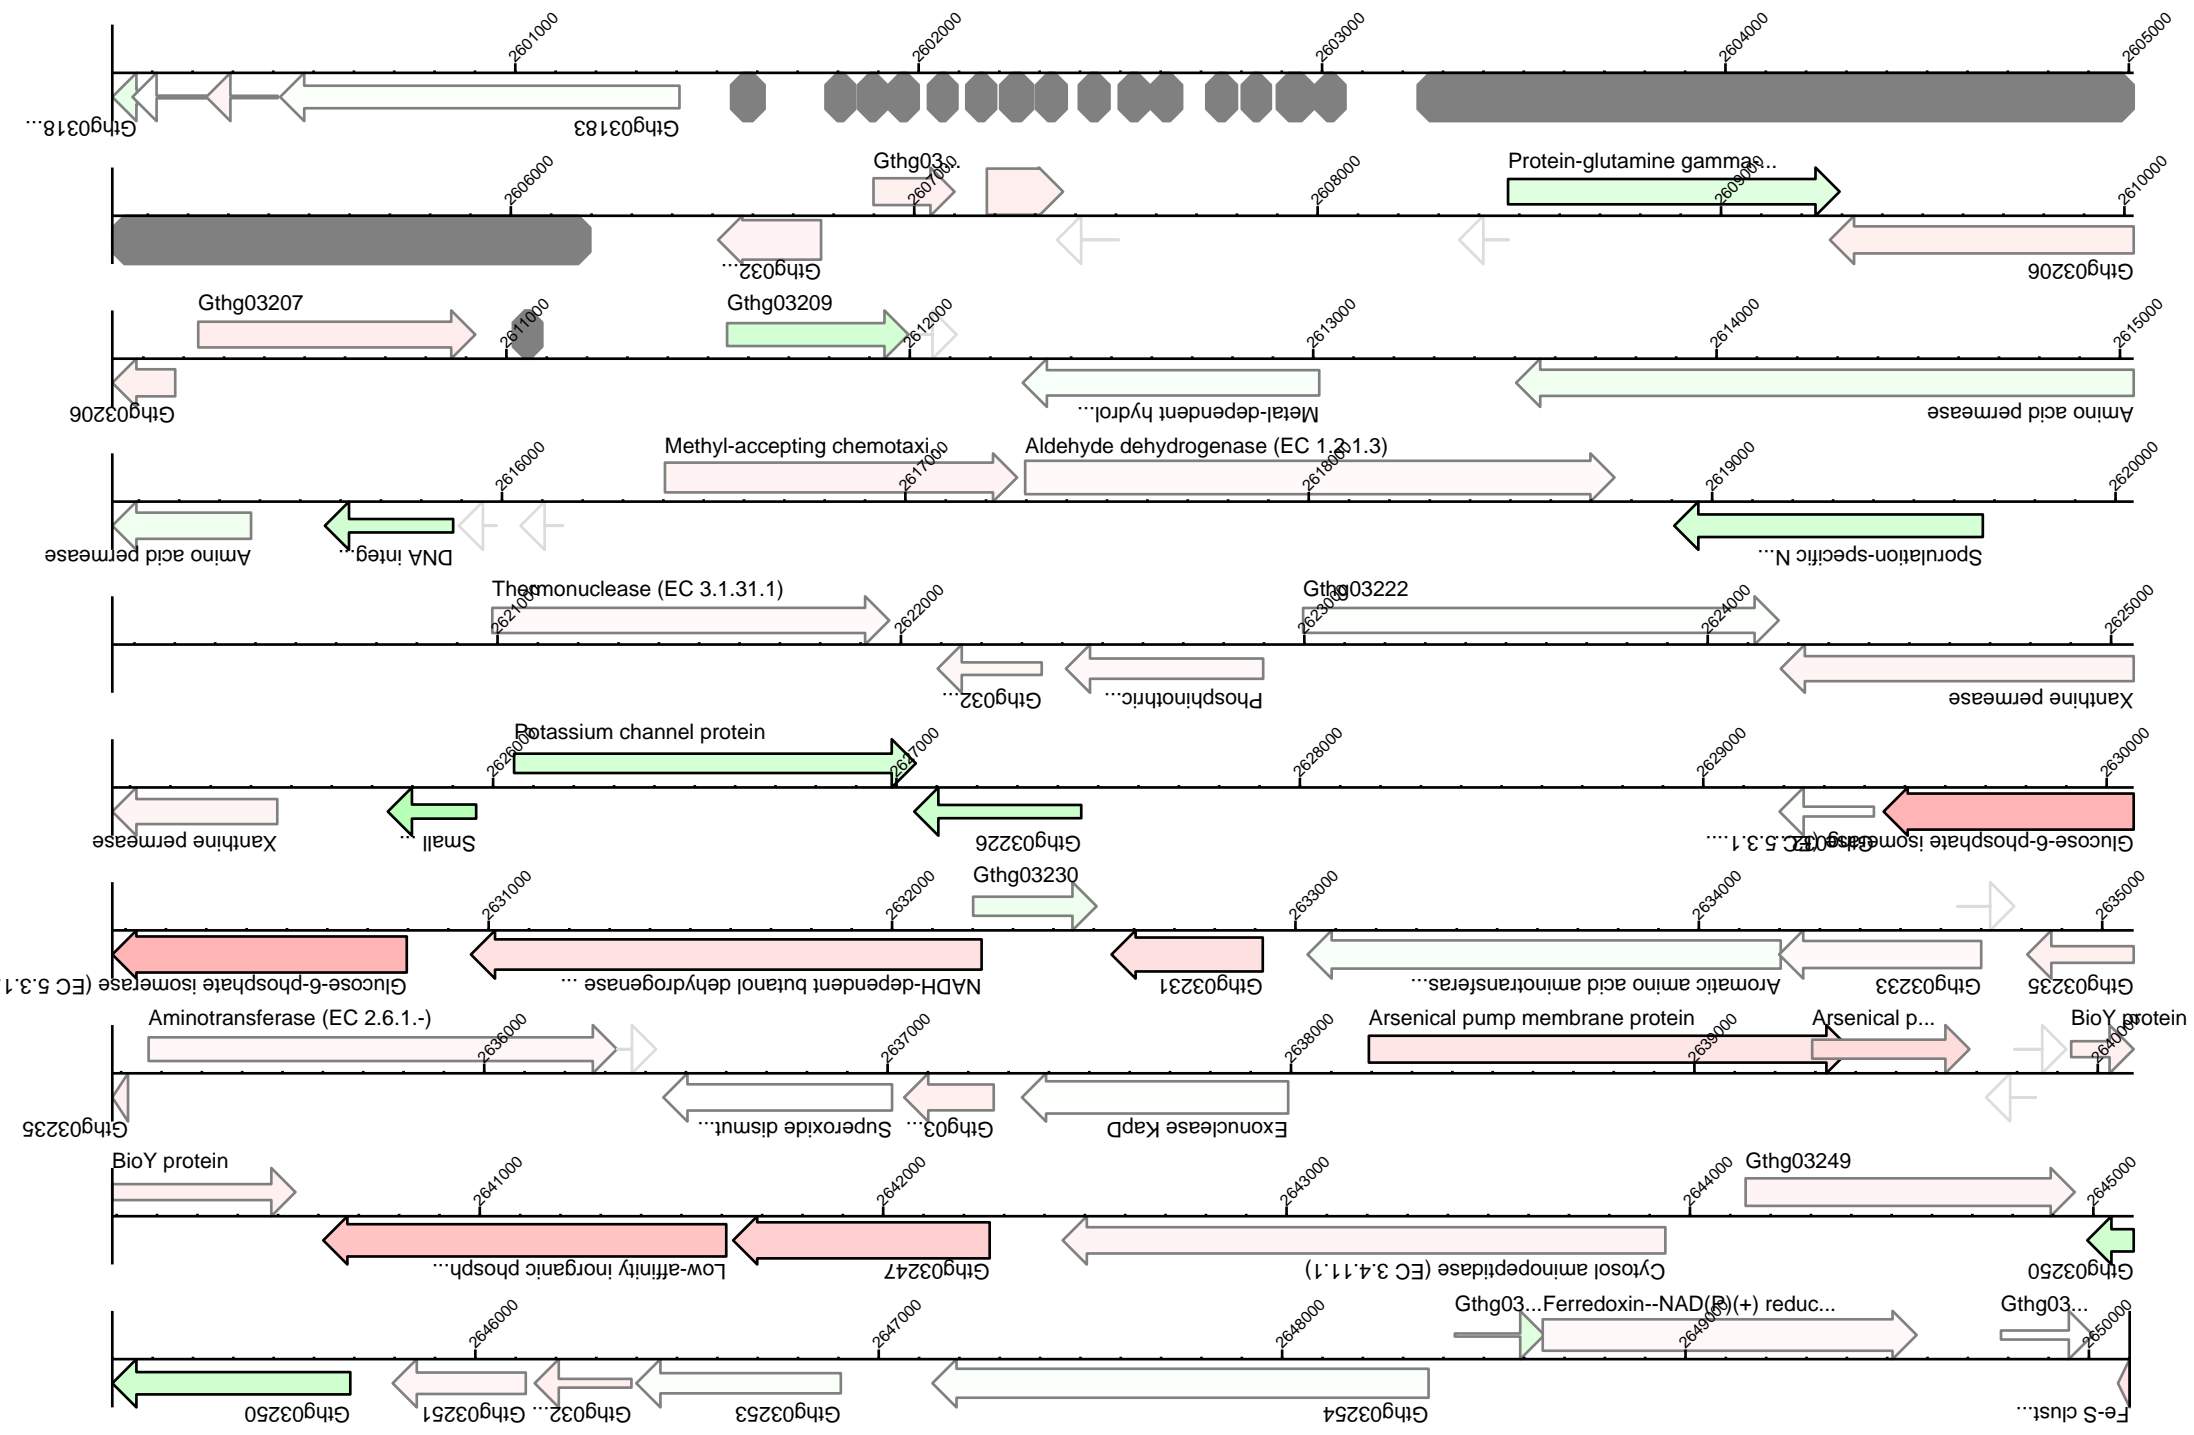 2601000 2602000 2603000 2604000 2605000
Gthg0318... Gthg03183
Gthg03... Protein-glutamine gammag...
2606000 2607000 2608000 2609000 2610000
Gthg032... Gthg03206
Gthg03207 Gthg03209
2611000 2612000 2613000 2614000 2615000
Gthg03206 Metal-dependent hydrol... Amino acid permease
Methyl-accepting chemotaxi... Aldehyde dehydrogenase (EC 1.2.1.3)
2616000 2617000 2618000 2619000 2620000
Amino acid permease DNA integ... Sporulation-specific N...
Thermonuclease (EC 3.1.31.1) Gthg03222
2621000 2622000 2623000 2624000 2625000
Gthg032... Phosphinothric... Xanthine permease
Potassium channel protein
2626000 2627000 2628000 2629000 2630000
Xanthine permease Small ... Gthg03226 Gthg032... Glucose-6-phosphate isomerase (EC 5.3.1....
Gthg03230
2631000 2632000 2633000 2634000 2635000
Glucose-6-phosphate isomerase (EC 5.3.1. NADH-dependent butanol dehydrogenase ... Gthg03231 Aromatic amino acid aminotransferas... Gthg03233 Gthg03235
Aminotransferase (EC 2.6.1.-) Arsenical pump membrane protein Arsenical p... BioY protein
2636000 2637000 2638000 2639000 2640000
Gthg03235 Superoxide dismut... Gthg03... Exonuclease KapD
BioY protein Gthg03249
2641000 2642000 2643000 2644000 2645000
Low-affinity inorganic phosph... Gthg03247 Cytosol aminopeptidase (EC 3.4.11.1) Gthg03250
Gthg03... Ferredoxin--NAD(P)(+) reduc... Gthg03...
2646000 2647000 2648000 2649000 2650000
Gthg03250 Gthg03251 Gthg032... Gthg03253 Gthg03254 Fe-S clust...